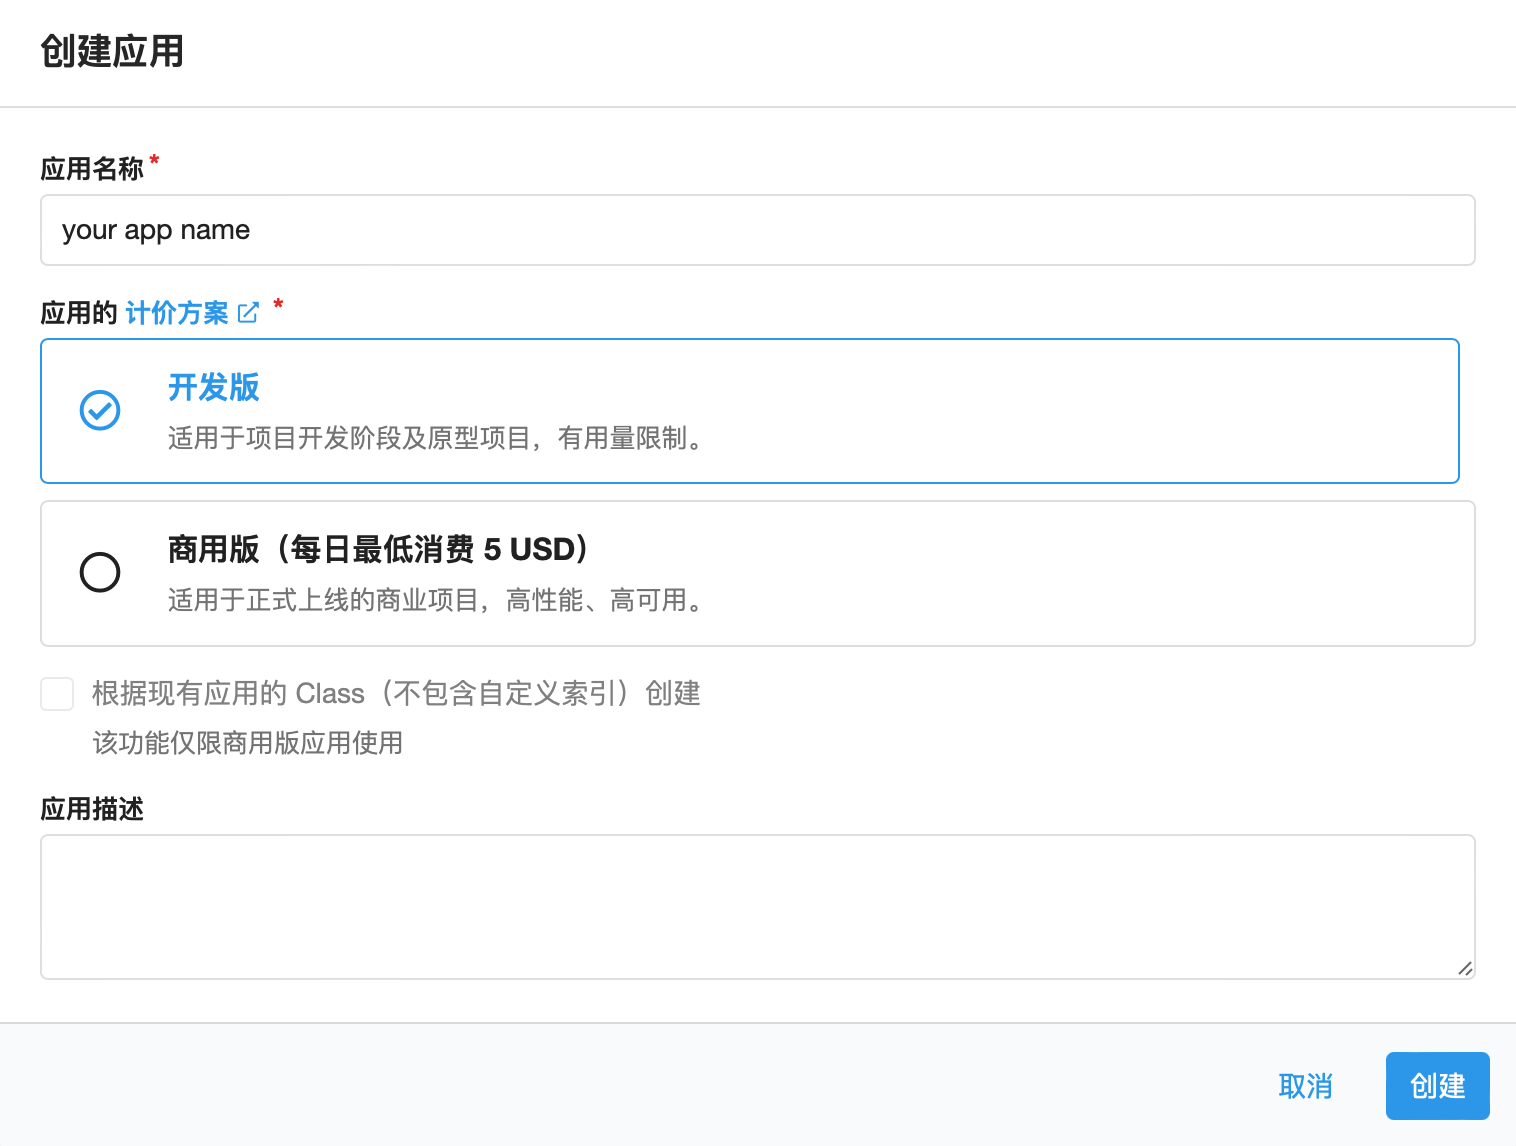 创建应用
应用名称*
your app name
应用的 计价方案 *
开发版
适用于项目开发阶段及原型项目，有用量限制。
商用版（每日最低消费 5 USD）
适用于正式上线的商业项目，高性能、高可用。
根据现有应用的 Class（不包含自定义索引）创建
该功能仅限商用版应用使用
应用描述
取消
创建